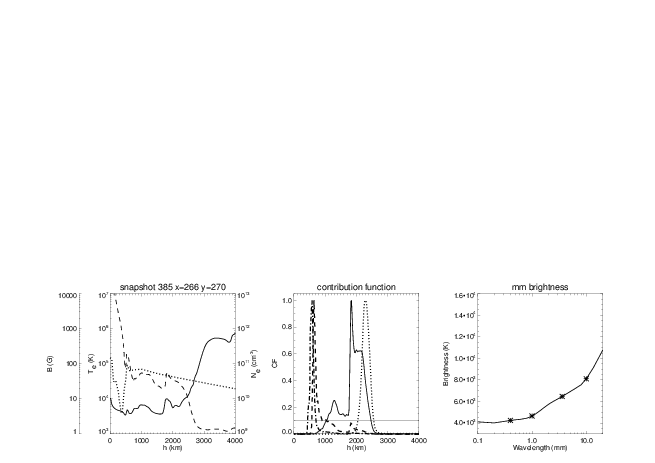 snapshot 385 x=266 y=270
contribution function
mm brightness
10000
1000
100
10
1
B (G)
10⁷
10⁶
10⁵
10⁴
10³
Te (K)
10¹³
10¹²
10¹¹
10¹⁰
10⁹
Ne (cm⁻³)
0 1000 2000 3000 4000
h (km)
1.0
0.8
0.6
0.4
0.2
0.0
CF
0 1000 2000 3000 4000
h (km)
1.6•10⁴
1.4•10⁴
1.2•10⁴
1.0•10⁴
8.0•10³
6.0•10³
4.0•10³
Brightness (K)
0.1 1.0 10.0
Wavelength (mm)